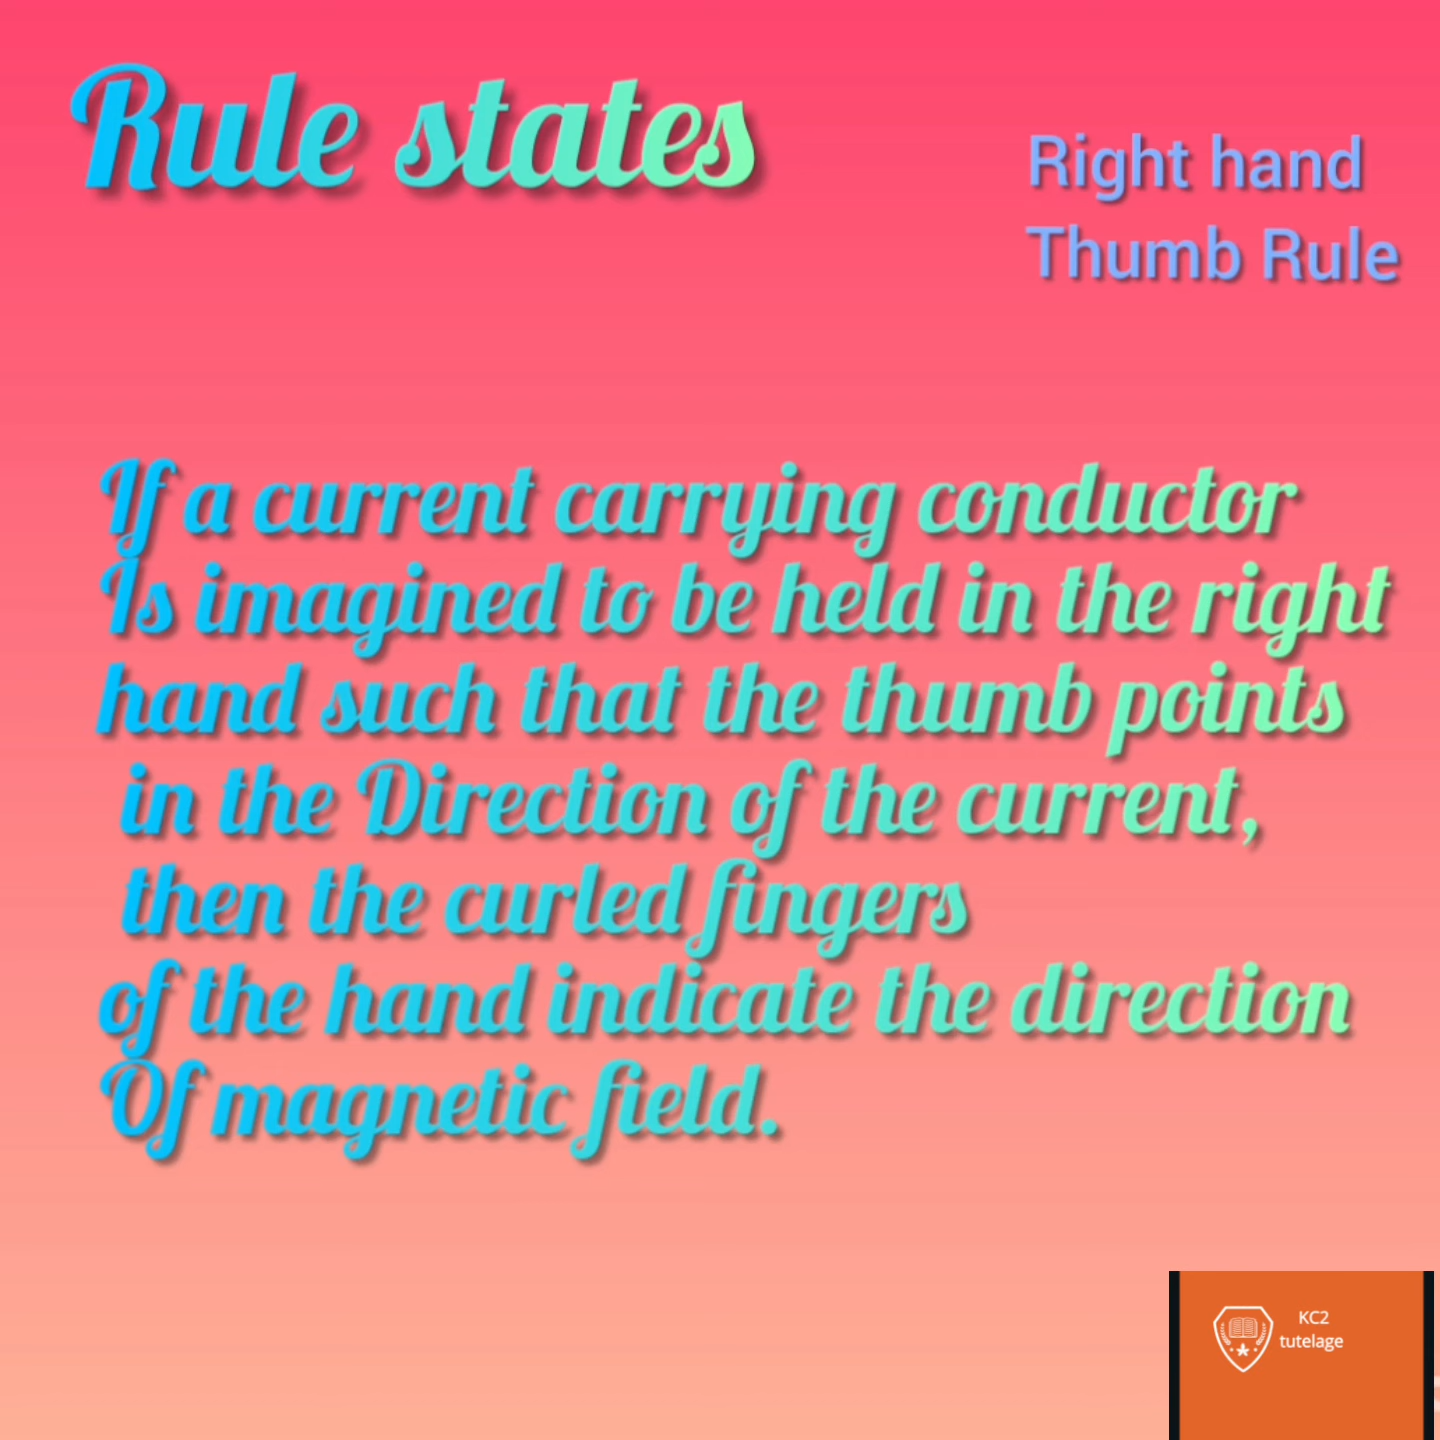 Rule states
Right hand
Thumb Rule
If a current carrying conductor
Is imagined to be held in the right
hand such that the thumb points
in the Direction of the current,
then the curled fingers
of the hand indicate the direction
Of magnetic field.
KC2
tutelage